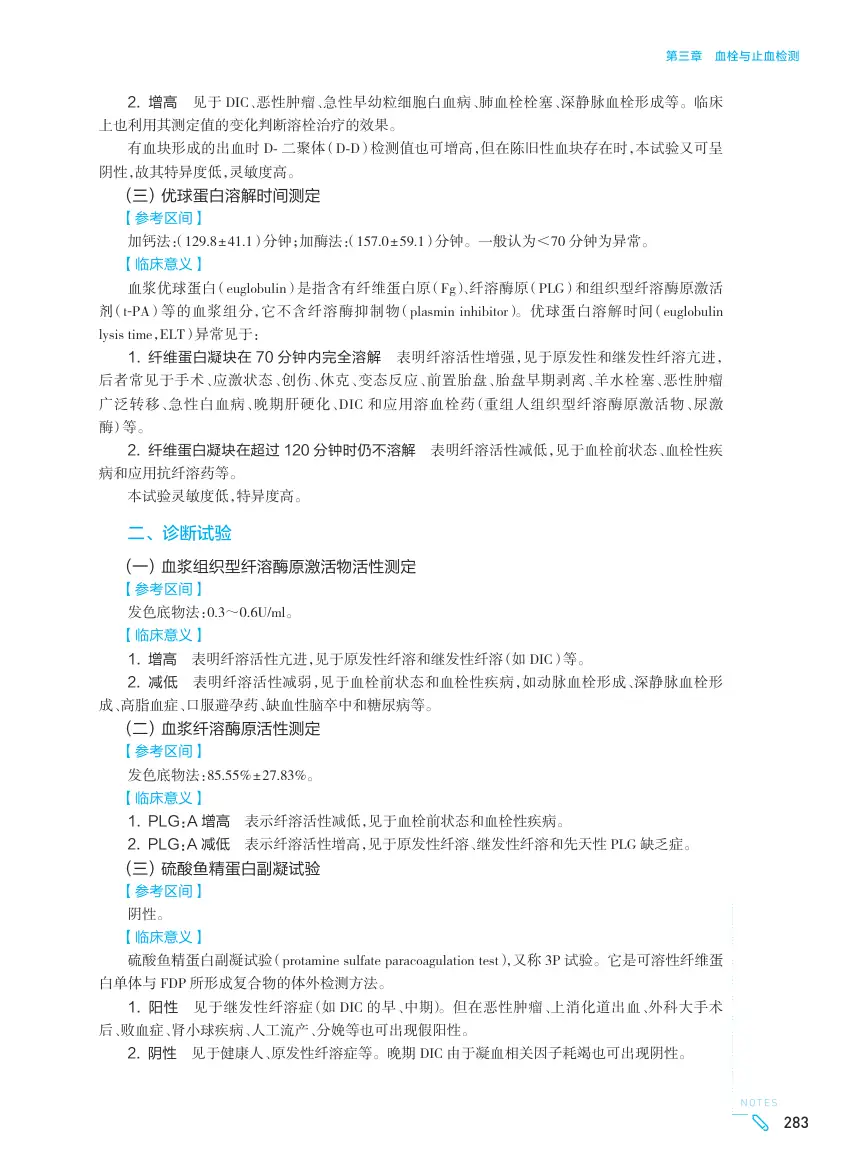 第三章 血栓与止血检测
2. 增高 见于 DIC、恶性肿瘤、急性早幼粒细胞白血病、肺血栓栓塞、深静脉血栓形成等。临床
上也利用其测定值的变化判断溶栓治疗的效果。
有血块形成的出血时 D- 二聚体（D-D）检测值也可增高，但在陈旧性血块存在时，本试验又可呈
阴性，故其特异度低，灵敏度高。
（三）优球蛋白溶解时间测定
【参考区间】
加钙法：（129.8±41.1）分钟；加酶法：（157.0±59.1）分钟。一般认为＜70 分钟为异常。
【临床意义】
血浆优球蛋白（euglobulin）是指含有纤维蛋白原（Fg）、纤溶酶原（PLG）和组织型纤溶酶原激活
剂（t-PA）等的血浆组分，它不含纤溶酶抑制物（plasmin inhibitor）。优球蛋白溶解时间（euglobulin
lysis time，ELT）异常见于：
1. 纤维蛋白凝块在 70 分钟内完全溶解 表明纤溶活性增强，见于原发性和继发性纤溶亢进，
后者常见于手术、应激状态、创伤、休克、变态反应、前置胎盘、胎盘早期剥离、羊水栓塞、恶性肿瘤
广泛转移、急性白血病、晚期肝硬化、DIC 和应用溶血栓药（重组人组织型纤溶酶原激活物、尿激
酶）等。
2. 纤维蛋白凝块在超过 120 分钟时仍不溶解 表明纤溶活性减低，见于血栓前状态、血栓性疾
病和应用抗纤溶药等。
本试验灵敏度低，特异度高。
二、诊断试验
（一）血浆组织型纤溶酶原激活物活性测定
【参考区间】
发色底物法：0.3～0.6U/ml。
【临床意义】
1. 增高 表明纤溶活性亢进，见于原发性纤溶和继发性纤溶（如 DIC）等。
2. 减低 表明纤溶活性减弱，见于血栓前状态和血栓性疾病，如动脉血栓形成、深静脉血栓形
成、高脂血症、口服避孕药、缺血性脑卒中和糖尿病等。
（二）血浆纤溶酶原活性测定
【参考区间】
发色底物法：85.55%±27.83%。
【临床意义】
1. PLG：A 增高 表示纤溶活性减低，见于血栓前状态和血栓性疾病。
2. PLG：A 减低 表示纤溶活性增高，见于原发性纤溶、继发性纤溶和先天性 PLG 缺乏症。
（三）硫酸鱼精蛋白副凝试验
【参考区间】
阴性。
【临床意义】
硫酸鱼精蛋白副凝试验（protamine sulfate paracoagulation test），又称 3P 试验。它是可溶性纤维蛋
白单体与 FDP 所形成复合物的体外检测方法。
1. 阳性 见于继发性纤溶症（如 DIC 的早、中期）。但在恶性肿瘤、上消化道出血、外科大手术
后、败血症、肾小球疾病、人工流产、分娩等也可出现假阳性。
2. 阴性 见于健康人、原发性纤溶症等。晚期 DIC 由于凝血相关因子耗竭也可出现阴性。
NOTES
283